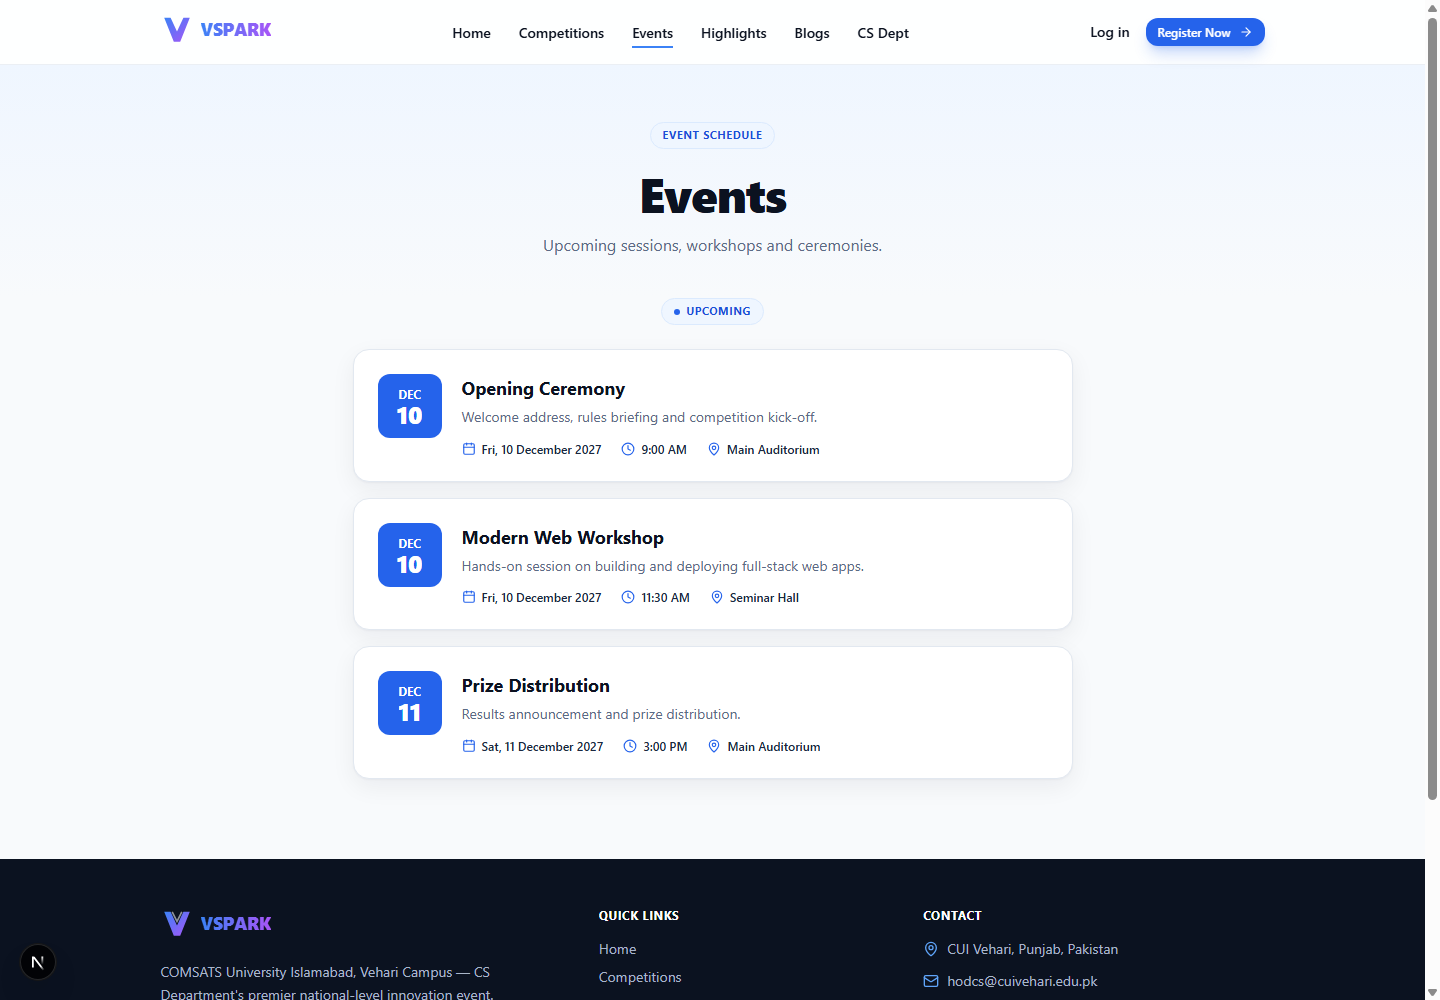 VSPARK
Home Competitions Events Highlights Blogs CS Dept
Log in
Register Now
EVENT SCHEDULE
Events
Upcoming sessions, workshops and ceremonies.
UPCOMING
DEC
10
Opening Ceremony
Welcome address, rules briefing and competition kick-off.
Fri, 10 December 2027 9:00 AM Main Auditorium
DEC
10
Modern Web Workshop
Hands-on session on building and deploying full-stack web apps.
Fri, 10 December 2027 11:30 AM Seminar Hall
DEC
11
Prize Distribution
Results announcement and prize distribution.
Sat, 11 December 2027 3:00 PM Main Auditorium
VSPARK
COMSATS University Islamabad, Vehari Campus — CS
Department's premier national-level innovation event.
QUICK LINKS
Home
Competitions
CONTACT
CUI Vehari, Punjab, Pakistan
hodcs@cuivehari.edu.pk
N